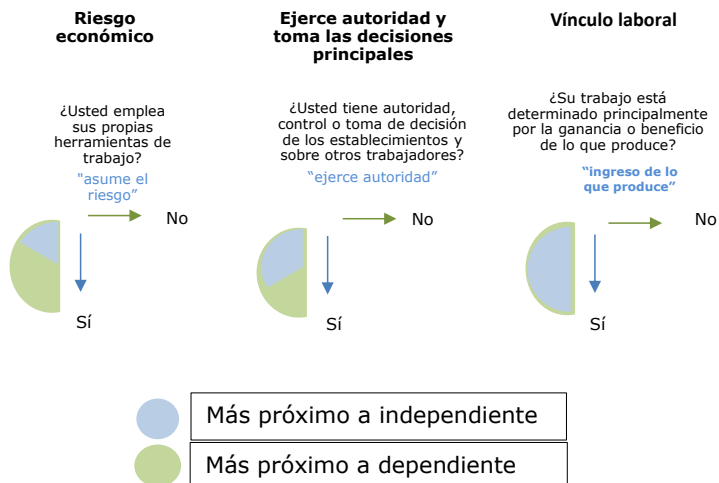 Riesgo
económico
¿Usted emplea
sus propias
herramientas de
trabajo?
"asume el
riesgo"
No
Sí
Ejerce autoridad y
toma las decisiones
principales
¿Usted tiene autoridad,
control o toma de decisión
de los establecimientos y
sobre otros trabajadores?
"ejerce autoridad"
No
Sí
Vínculo laboral
¿Su trabajo está
determinado principalmente
por la ganancia o beneficio
de lo que produce?
"ingreso de lo
que produce"
No
Sí
Más próximo a independiente
Más próximo a dependiente